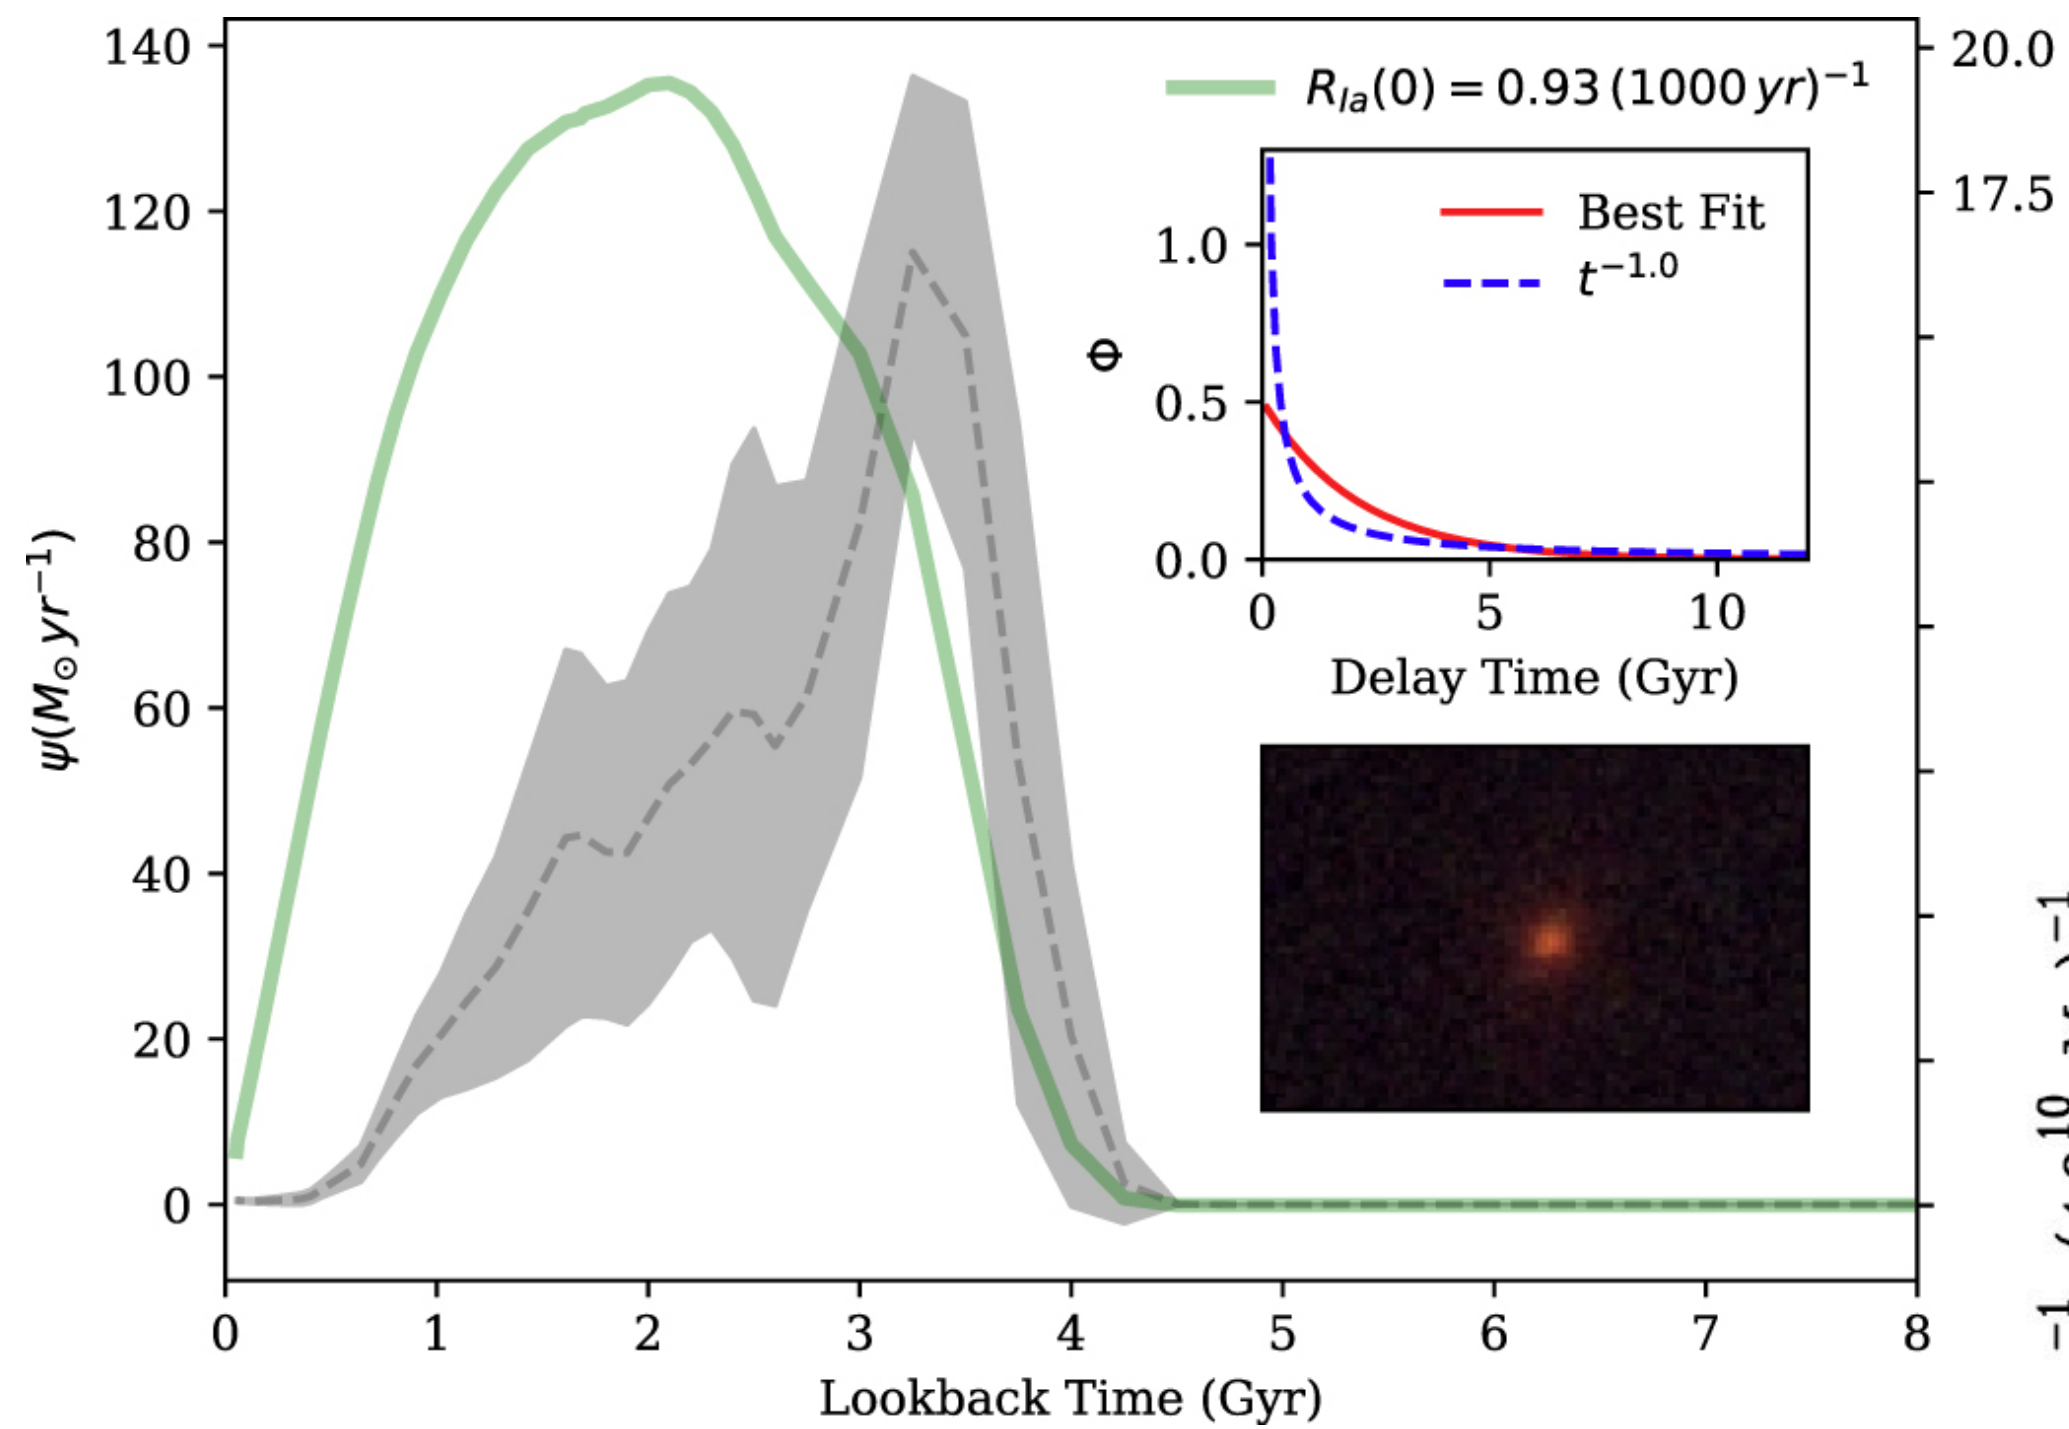 140
120
100
80
60
40
20
0
ψ(M⊙yr⁻¹)
0 1 2 3 4 5 6 7 8
Lookback Time (Gyr)
R_Ia(0) = 0.93 (1000 yr)⁻¹
Best Fit
t⁻¹·⁰
Φ
1.0
0.5
0.0
0 5 10
Delay Time (Gyr)
20.0
17.5